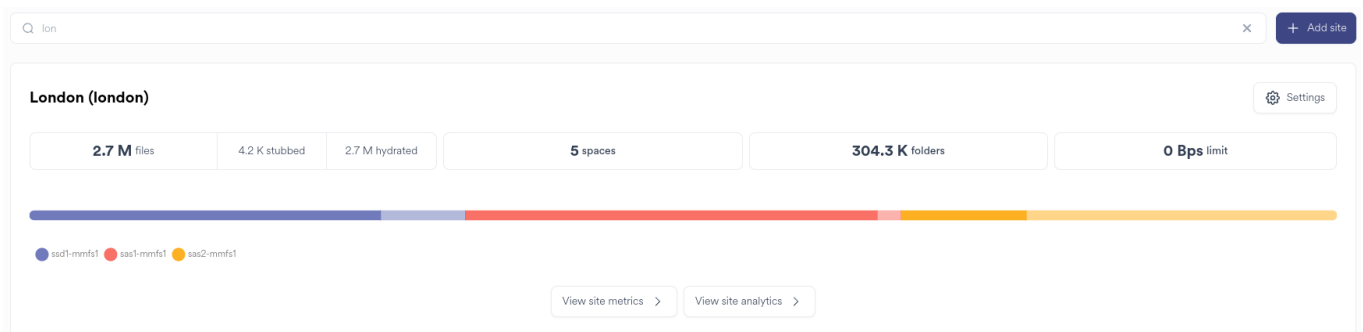 lon
+ Add site
London (london)
Settings
2.7 M files 4.2 K stubbed 2.7 M hydrated 5 spaces 304.3 K folders 0 Bps limit
ssd1-mmfs1 sas1-mmfs1 sas2-mmfs1
View site metrics View site analytics